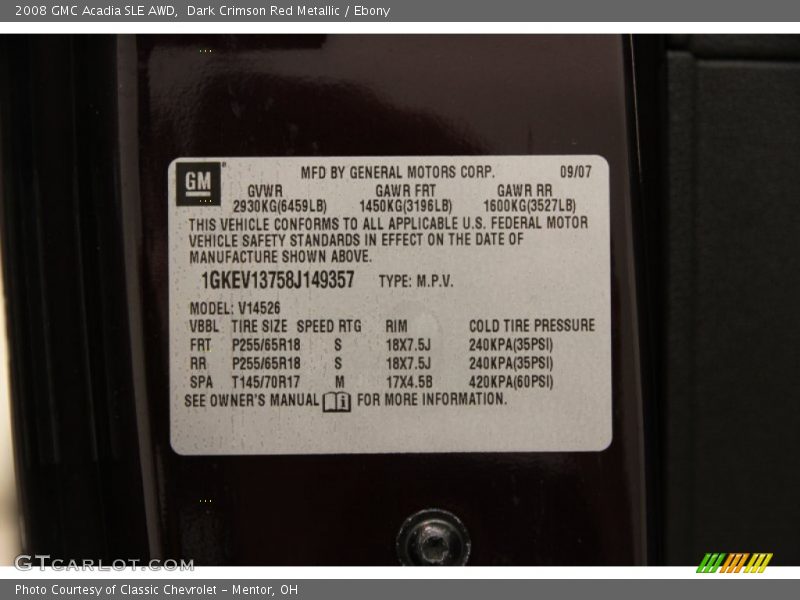 2008 GMC Acadia SLE AWD,  Dark Crimson Red Metallic / Ebony
GM
MFD BY GENERAL MOTORS CORP. 09/07
GVWR GAWR FRT GAWR RR
2930KG(6459LB) 1450KG(3196LB) 1600KG(3527LB)
THIS VEHICLE CONFORMS TO ALL APPLICABLE U.S. FEDERAL MOTOR
VEHICLE SAFETY STANDARDS IN EFFECT ON THE DATE OF
MANUFACTURE SHOWN ABOVE.
1GKEV13758J149357 TYPE: M.P.V.
MODEL: V14526
VBBL TIRE SIZE SPEED RTG RIM COLD TIRE PRESSURE
FRT P255/65R18 S 18X7.5J 240KPA(35PSI)
RR P255/65R18 S 18X7.5J 240KPA(35PSI)
SPA T145/70R17 M 17X4.5B 420KPA(60PSI)
SEE OWNER'S MANUAL i FOR MORE INFORMATION.
GTcarlot.com
Photo Courtesy of Classic Chevrolet - Mentor, OH